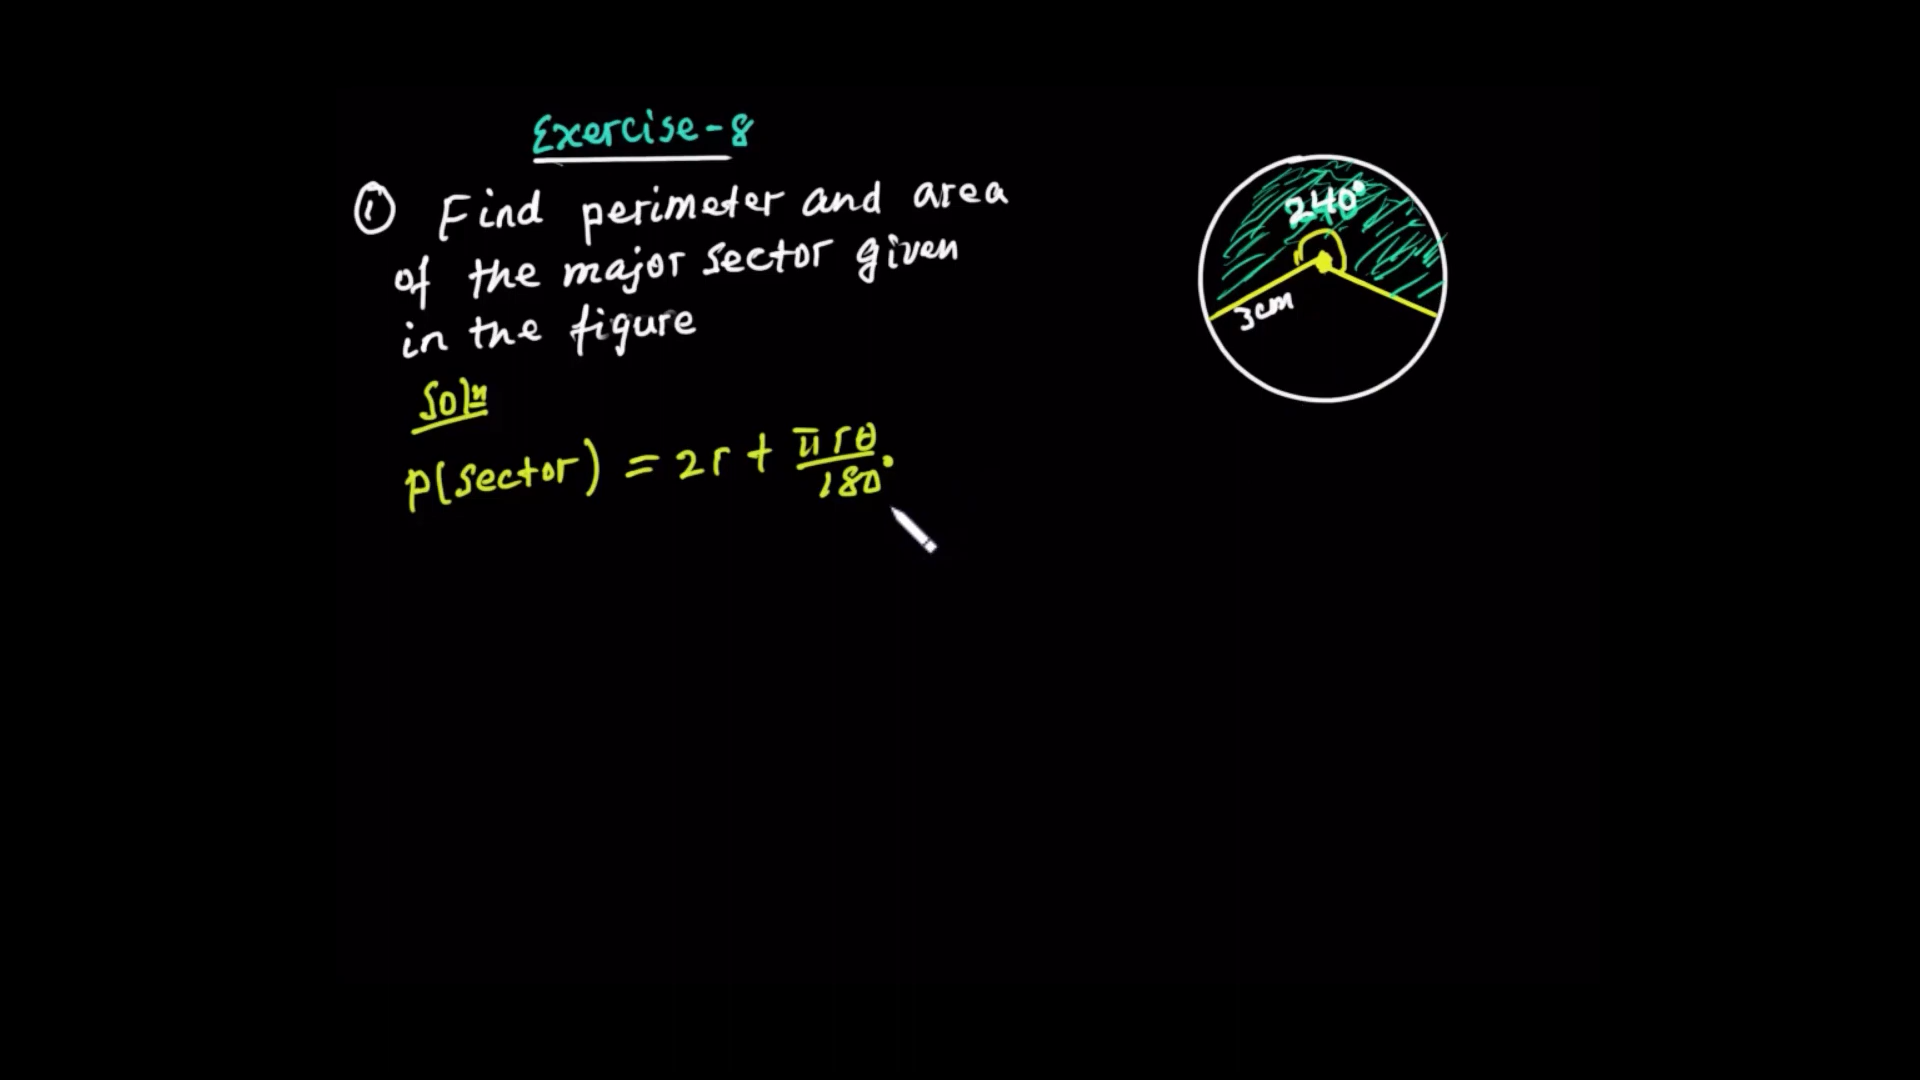 Exercise-8
① Find perimeter and area
of the major sector given
in the figure
Solⁿ
P(sector) = 2r + πrθ/180°
240°
3cm